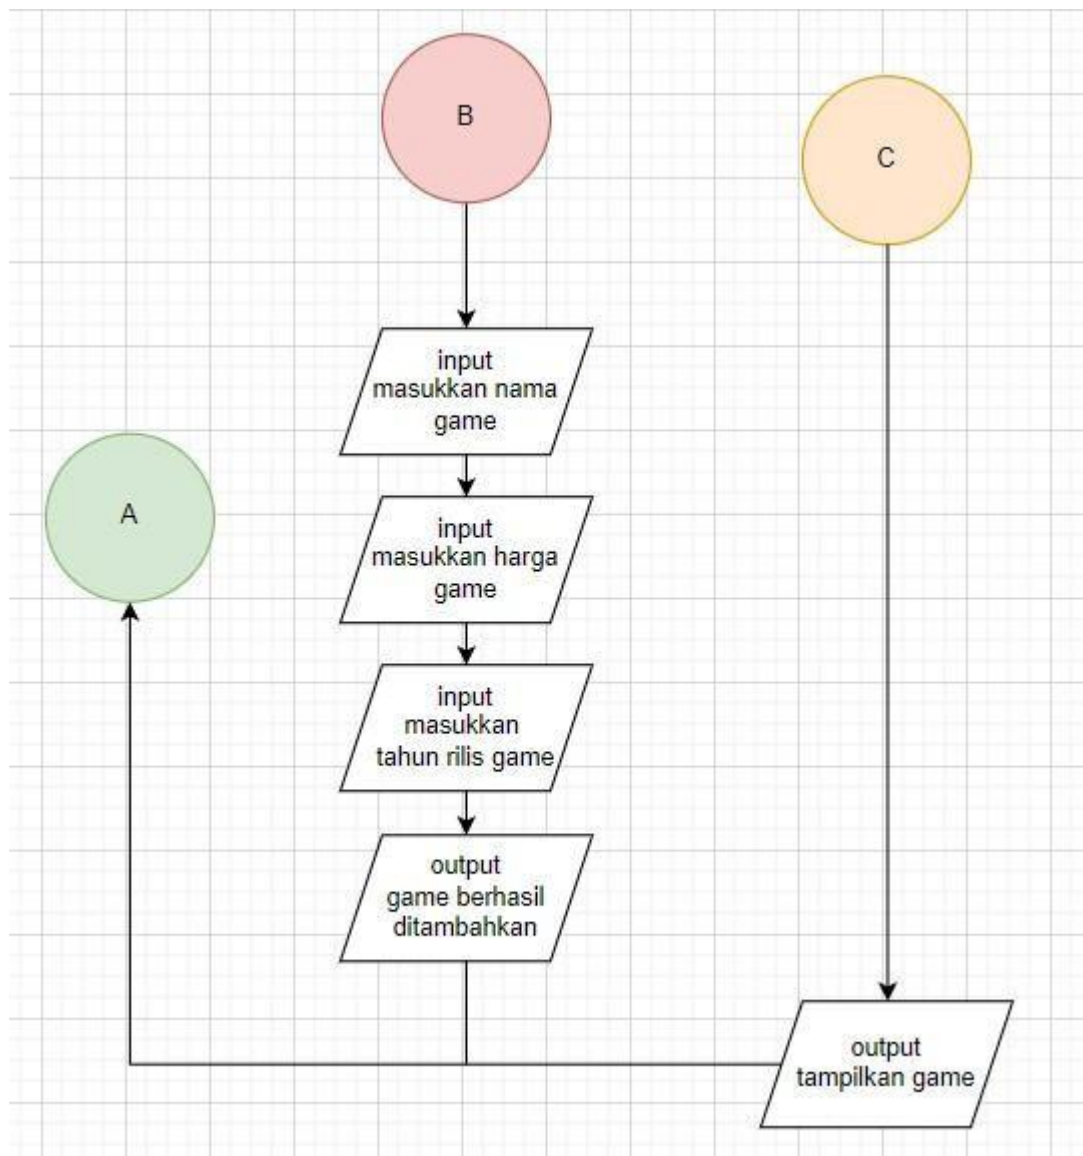 B
C
input
masukkan nama
game
A
input
masukkan harga
game
input
masukkan
tahun rilis game
output
game berhasil
ditambahkan
output
tampilkan game